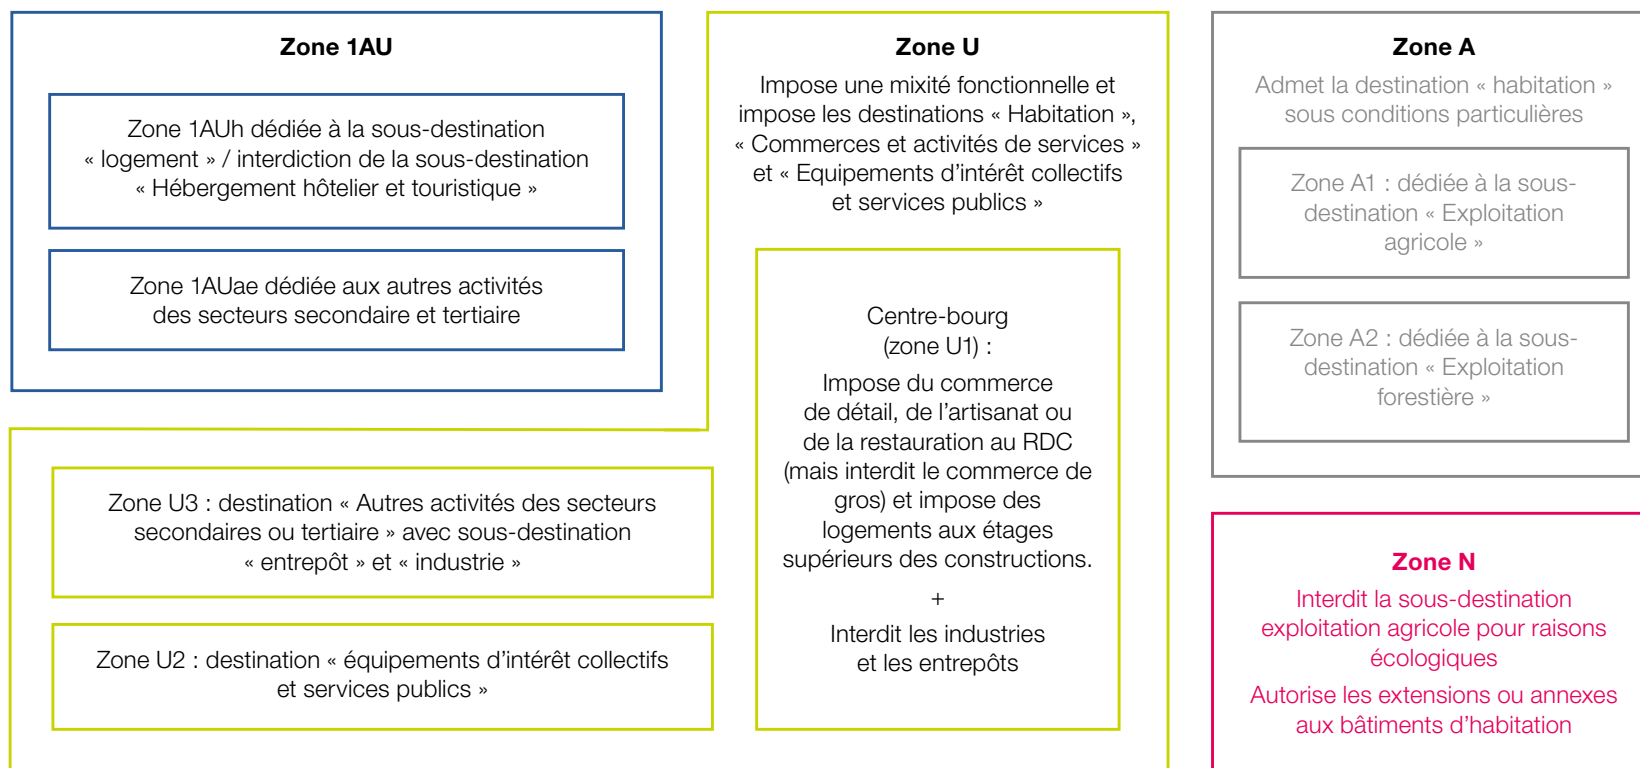 Zone 1AU
Zone 1AUh dédiée à la sous-destination
« logement » / interdiction de la sous-destination
« Hébergement hôtelier et touristique »
Zone 1AUae dédiée aux autres activités
des secteurs secondaire et tertiaire
Zone U
Impose une mixité fonctionnelle et
impose les destinations « Habitation »,
« Commerces et activités de services »
et « Equipements d’intérêt collectifs
et services publics »
Centre-bourg
(zone U1) :
Impose du commerce
de détail, de l’artisanat ou
de la restauration au RDC
(mais interdit le commerce de
gros) et impose des
logements aux étages
supérieurs des constructions.
+
Interdit les industries
et les entrepôts
Zone U3 : destination « Autres activités des secteurs
secondaires ou tertiaire » avec sous-destination
« entrepôt » et « industrie »
Zone U2 : destination « équipements d’intérêt collectifs
et services publics »
Zone A
Admet la destination « habitation »
sous conditions particulières
Zone A1 : dédiée à la sous-
destination « Exploitation
agricole »
Zone A2 : dédiée à la sous-
destination « Exploitation
forestière »
Zone N
Interdit la sous-destination
exploitation agricole pour raisons
écologiques
Autorise les extensions ou annexes
aux bâtiments d’habitation